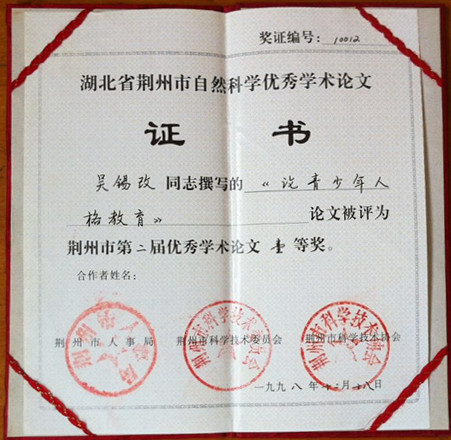 奖证编号：10012
湖北省荆州市自然科学优秀学术论文
证书
吴锡改 同志撰写的 《论青少年人
格教育》 论文被评为
荆州市第二届优秀学术论文 壹 等奖。
合作者姓名：
荆州市人事局 荆州市科学技术委员会 荆州市科学技术协会
一九九八年十二月十八日